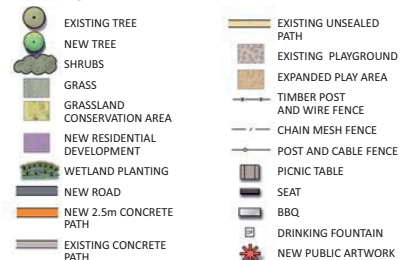 EXISTING TREE
NEW TREE
SHRUBS
GRASS
GRASSLAND
CONSERVATION AREA
NEW RESIDENTIAL
DEVELOPMENT
WETLAND PLANTING
NEW ROAD
NEW 2.5m CONCRETE
PATH
EXISTING CONCRETE
PATH
EXISTING UNSEALED
PATH
EXISTING PLAYGROUND
EXPANDED PLAY AREA
TIMBER POST
AND WIRE FENCE
CHAIN MESH FENCE
POST AND CABLE FENCE
PICNIC TABLE
SEAT
BBQ
DRINKING FOUNTAIN
NEW PUBLIC ARTWORK